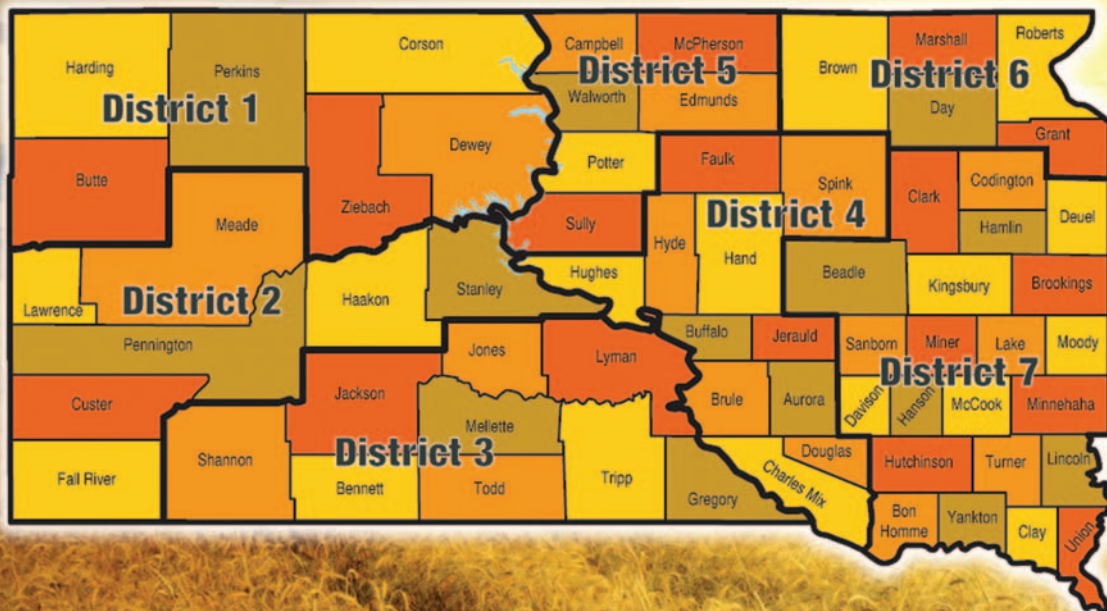 Harding
Perkins
Corson
Campbell
McPherson
Brown
Marshall
Roberts
District 1
District 5
District 6
Walworth
Edmunds
Day
Grant
Butte
Dewey
Potter
Faulk
Spink
Clark
Codington
Ziebach
Meade
Sully
District 4
Hamlin
Deuel
Hyde
Hand
Lawrence
District 2
Haakon
Stanley
Hughes
Beadle
Kingsbury
Brookings
Pennington
Buffalo
Jerauld
Sanborn
Miner
Lake
Moody
Jones
Lyman
District 7
Custer
Jackson
Brule
Aurora
Davison
Hanson
McCook
Minnehaha
Mellette
District 3
Fall River
Shannon
Bennett
Todd
Tripp
Gregory
Charles Mix
Douglas
Hutchinson
Turner
Lincoln
Bon
Homme
Yankton
Clay
Union